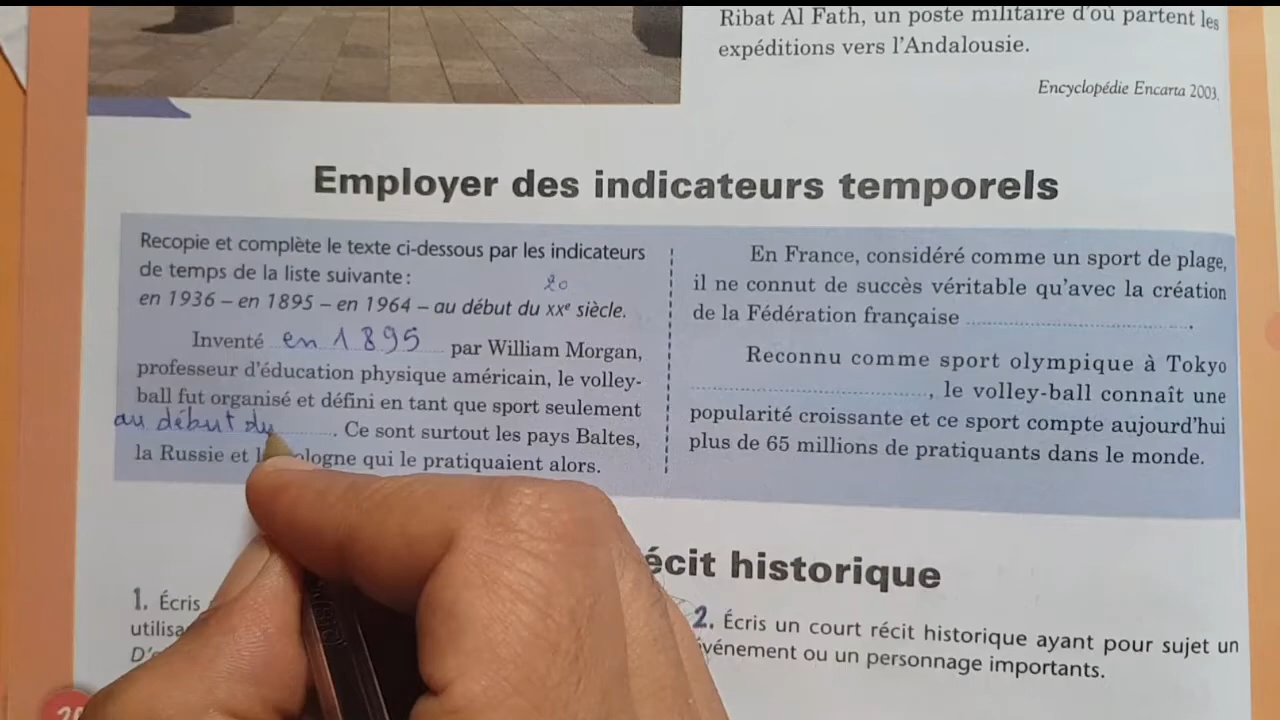 Ribat Al Fath, un poste militaire d'où partent les
expéditions vers l'Andalousie.
Encyclopédie Encarta 2003.
Employer des indicateurs temporels
Recopie et complète le texte ci-dessous par les indicateurs
de temps de la liste suivante :
20
en 1936 – en 1895 – en 1964 – au début du XXe siècle.
Inventé en 1895 par William Morgan,
professeur d'éducation physique américain, le volley-
ball fut organisé et défini en tant que sport seulement
au début du. Ce sont surtout les pays Baltes,
la Russie et qui le pratiquaient alors.
En France, considéré comme un sport de plage,
il ne connut de succès véritable qu'avec la création
de la Fédération française ........................................ .
Reconnu comme sport olympique à Tokyo
........................................ , le volley-ball connaît une
popularité croissante et ce sport compte aujourd'hui
plus de 65 millions de pratiquants dans le monde.
historique
1. Écris
2. Écris un court récit historique ayant pour sujet un
ou un personnage importants.